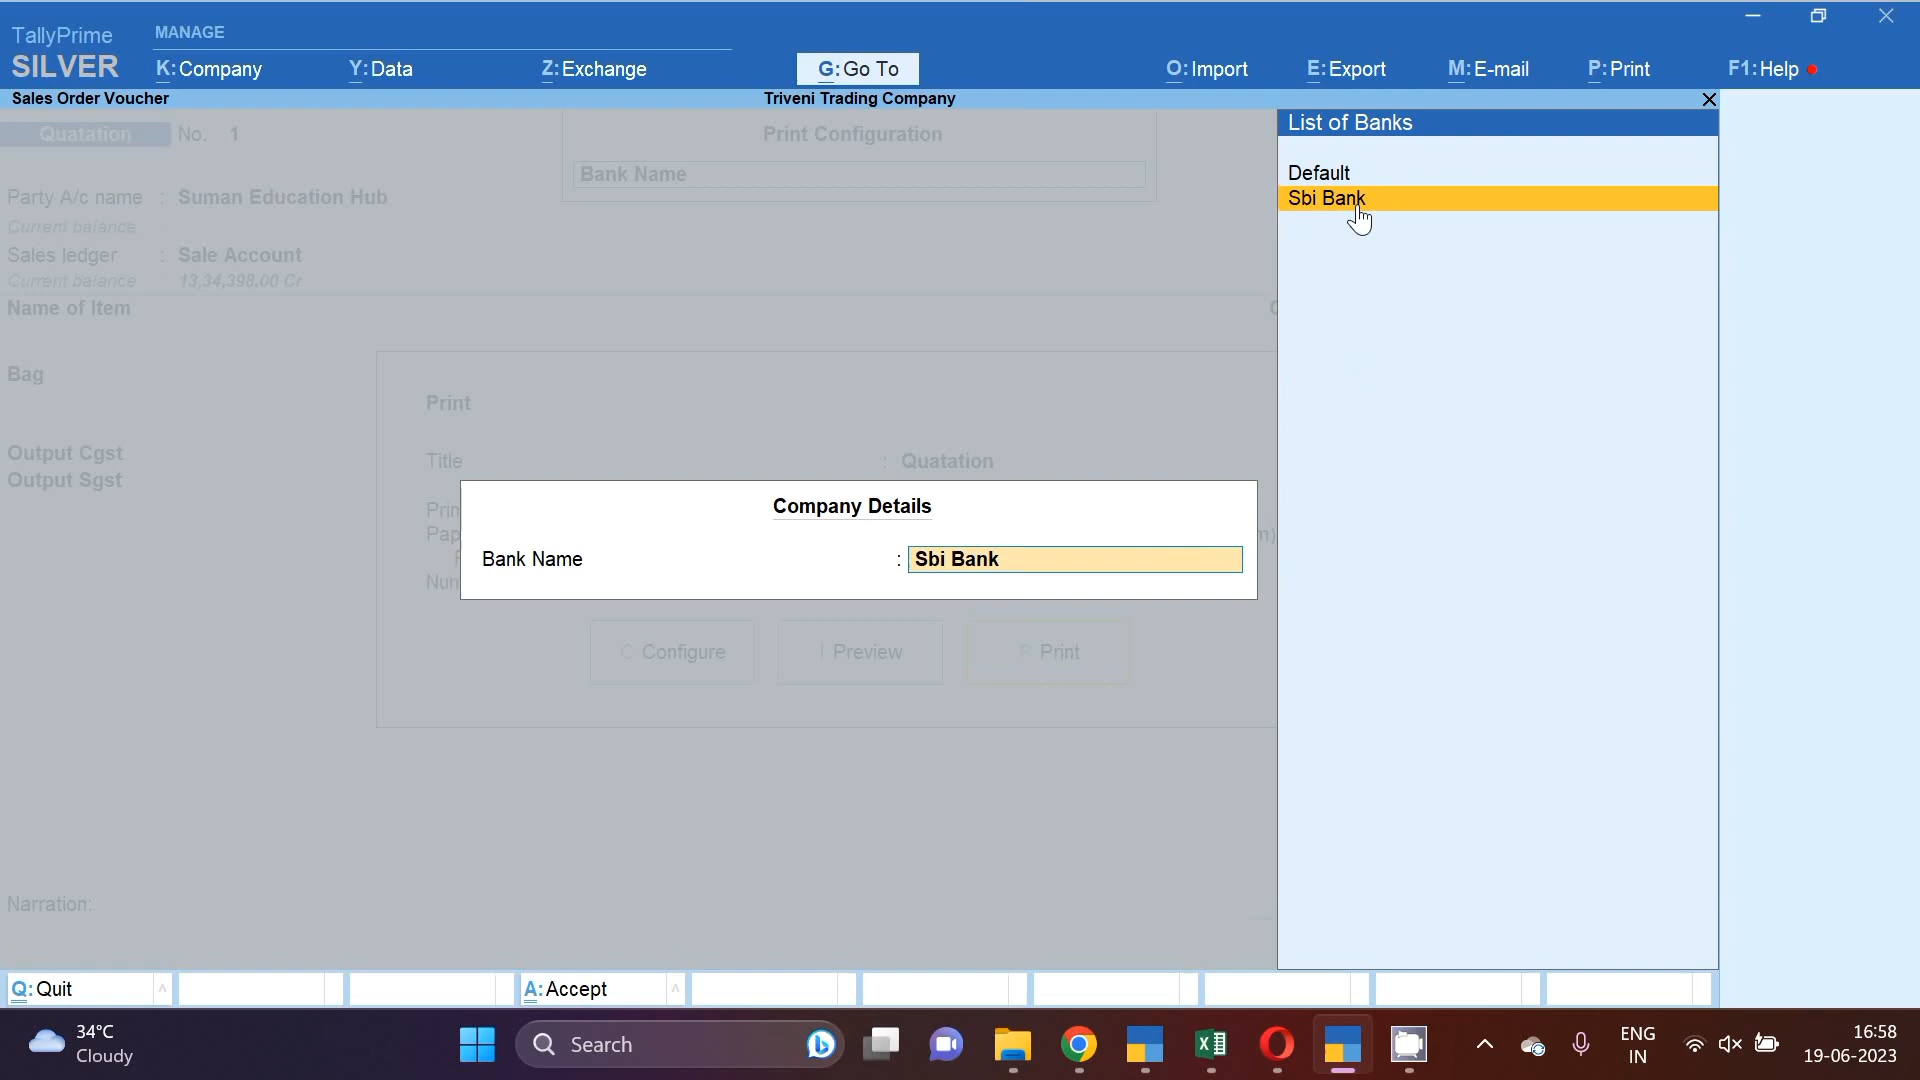 TallyPrime
SILVER
MANAGE
K:Company
Y:Data
Z:Exchange
G:Go To
O:Import
E:Export
M:E-mail
P:Print
F1:Help
Sales Order Voucher
Triveni Trading Company
Quatation
No. 1
Print Configuration
Bank Name
Party A/c name : Suman Education Hub
Current balance
Sales ledger : Sale Account
Current balance 13,34,398.00 Cr
Name of Item
Bag
Output Cgst
Output Sgst
Print
Title : Quatation
Company Details
Bank Name : Sbi Bank
C Configure
I Preview
P Print
Narration:
List of Banks
Default
Sbi Bank
Q:Quit
A:Accept
34°C
Cloudy
Search
ENG
IN
16:58
19-06-2023